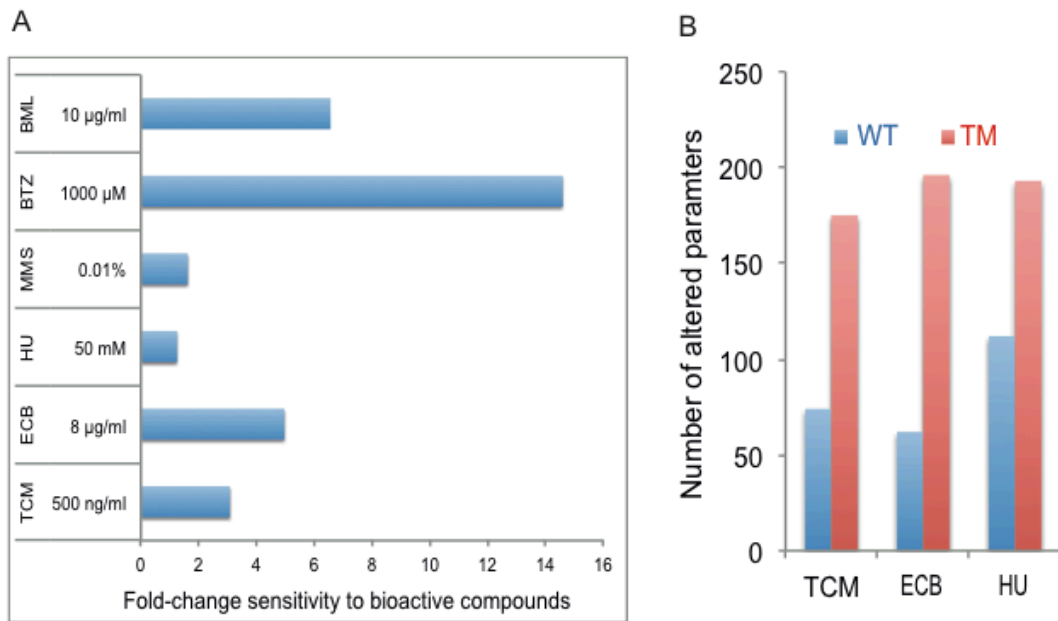 A
BML 10 µg/ml
BTZ 1000 µM
MMS 0.01%
HU 50 mM
ECB 8 µg/ml
TCM 500 ng/ml
0 2 4 6 8 10 12 14 16
Fold-change sensitivity to bioactive compounds
B
250
200
150
100
50
0
Number of altered paramters
WT TM
TCM ECB HU